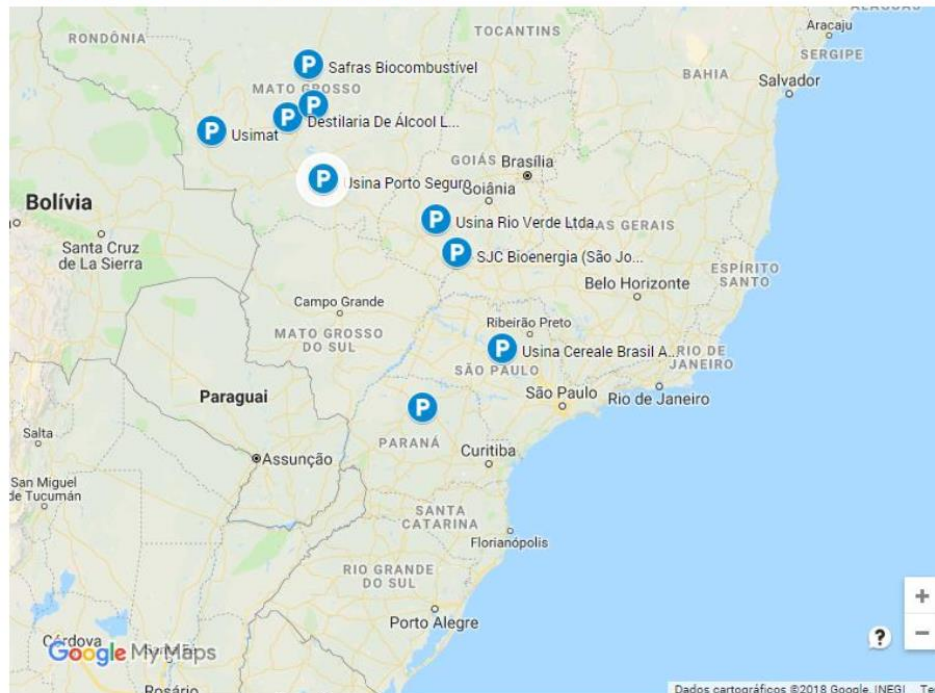 ALAGOAS
RONDÔNIA
TOCANTINS
Aracaju
SERGIPE
Safras Biocombustível
MATO GROSSO
BAHIA
Salvador
Destilaria De Álcool L...
Usimat
GOIÁS
Brasília
Usina Porto Seguro
Goiânia
Bolívia
Usina Rio Verde Ltda.
AS GERAIS
Santa Cruz
de La Sierra
SJC Bioenergia (São Jo...
ESPÍRITO
SANTO
Belo Horizonte
Campo Grande
MATO GROSSO
DO SUL
Ribeirão Preto
Usina Cereale Brasil A...
RIO DE
JANEIRO
SÃO PAULO
Paraguai
São Paulo
Rio de Janeiro
Salta
PARANÁ
Curitiba
Assunção
San Miguel
de Tucumán
SANTA
CATARINA
Florianópolis
RIO GRANDE
DO SUL
Porto Alegre
Córdova
Google My Maps
Rosário
P
P
P
P
P
P
P
P
P
+
−
?
Dados cartográficos ©2018 Google, INEGI